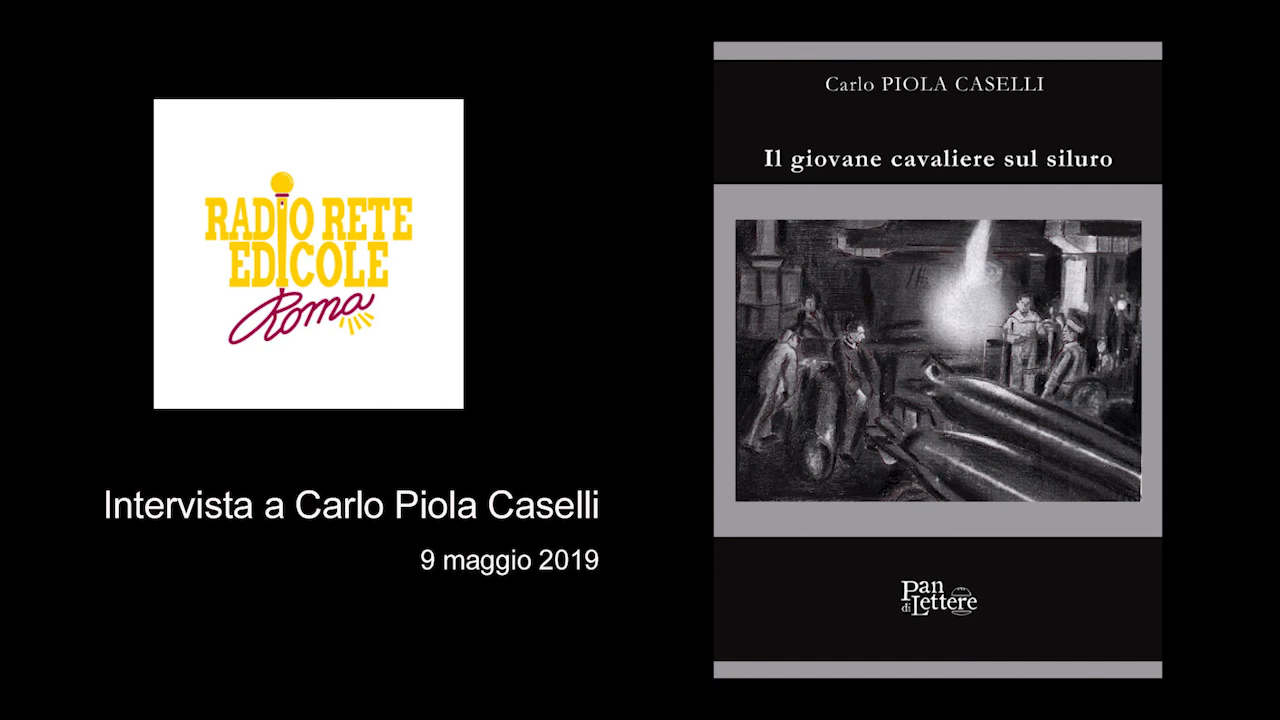 RADIO RETE
EDICOLE
Roma
Intervista a Carlo Piola Caselli
9 maggio 2019
Carlo PIOLA CASELLI
Il giovane cavaliere sul siluro
Pan
di Lettere